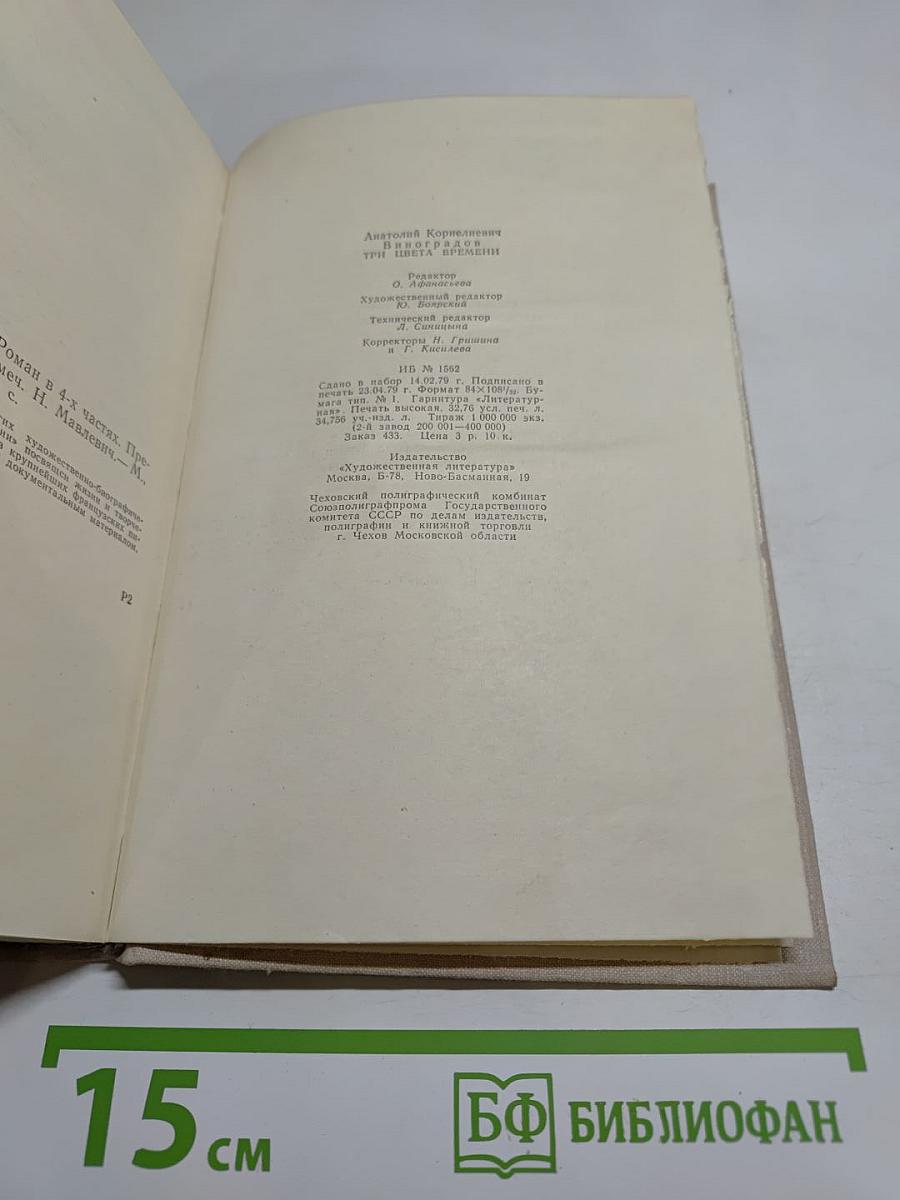 Роман в 4-х частях. Пре-
меч. Н. Мавлевич.— М.,
с.
художественно-биографиче-
посвящен жизни и творче-
крупнейших французских пи-
документальным материалом.
Р2
Анатолий Корнелиевич
Виноградов
ТРИ ЦВЕТА ВРЕМЕНИ
Редактор
О. Афанасьева
Художественный редактор
Ю. Боярский
Технический редактор
Л. Синицына
Корректоры Н. Гришина
и Г. Киселева
ИБ № 1562
Сдано в набор 14.02.79 г. Подписано в
печать 23.04.79 г. Формат 84×108¹/₃₂. Бу-
мага тип. № 1. Гарнитура «Литератур-
ная». Печать высокая. 32,76 усл. печ. л.
34,756 уч.-изд. л. Тираж 1 000 000 экз.
(2-й завод 200 001—400 000)
Заказ 433. Цена 3 р. 10 к.
Издательство
«Художественная литература»
Москва, Б-78, Ново-Басманная, 19
Чеховский полиграфический комбинат
Союзполиграфпрома Государственного
комитета СССР по делам издательств,
полиграфии и книжной торговли
г. Чехов Московской области
15 см
БФ БИБЛИОФАН